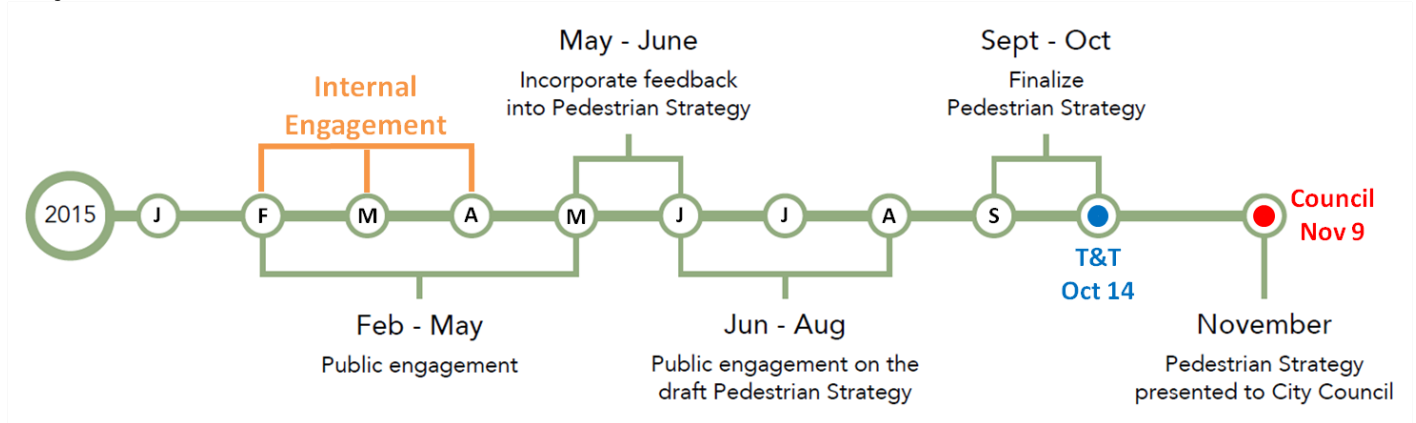 May - June
Incorporate feedback
into Pedestrian Strategy
Sept - Oct
Finalize
Pedestrian Strategy
Internal
Engagement
2015
J
F
M
A
M
J
J
A
S
Council
Nov 9
T&T
Oct 14
Feb - May
Public engagement
Jun - Aug
Public engagement on the
draft Pedestrian Strategy
November
Pedestrian Strategy
presented to City Council